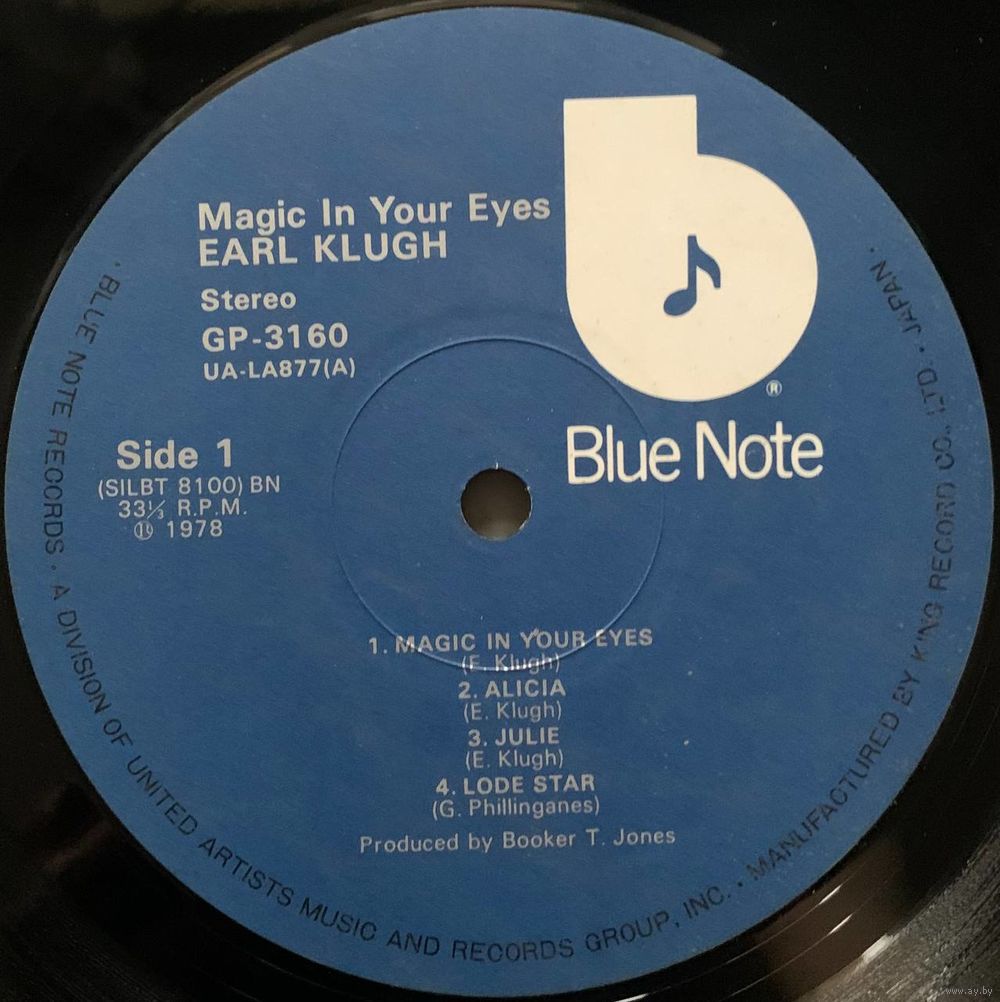 Magic In Your Eyes
EARL KLUGH
Stereo
GP-3160
UA-LA877(A)
®
Blue Note
Side 1
(SILBT 8100) BN
33⅓ R.P.M.
℗ 1978
1. MAGIC IN YOUR EYES
(E. Klugh)
2. ALICIA
(E. Klugh)
3. JULIE
(E. Klugh)
4. LODE STAR
(G. Phillinganes)
Produced by Booker T. Jones
· BLUE NOTE RECORDS · A DIVISION OF UNITED ARTISTS MUSIC AND RECORDS GROUP, INC. · MANUFACTURED BY KING RECORD CO., LTD. · JAPAN ·
www.ay.by